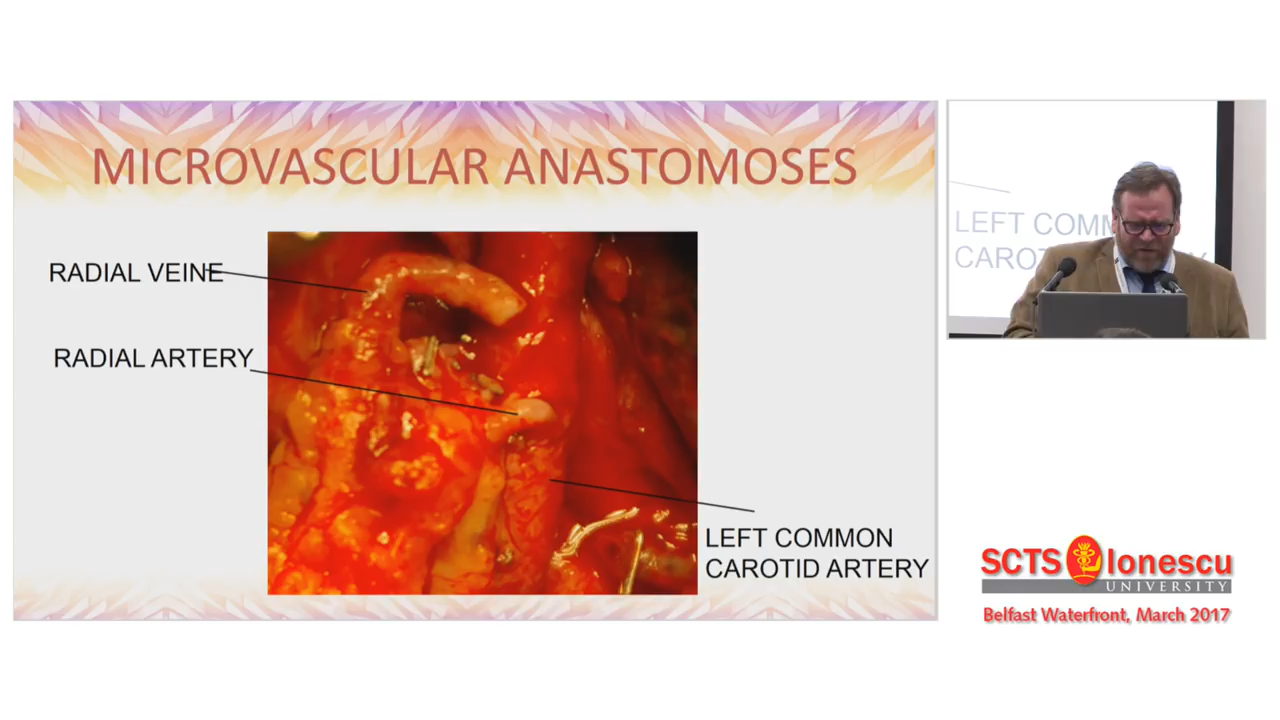 MICROVASCULAR ANASTOMOSES
RADIAL VEINE
RADIAL ARTERY
LEFT COMMON
CAROTID ARTERY
LEFT COMM
CARO
SCTS Ionescu
UNIVERSITY
Belfast Waterfront, March 2017